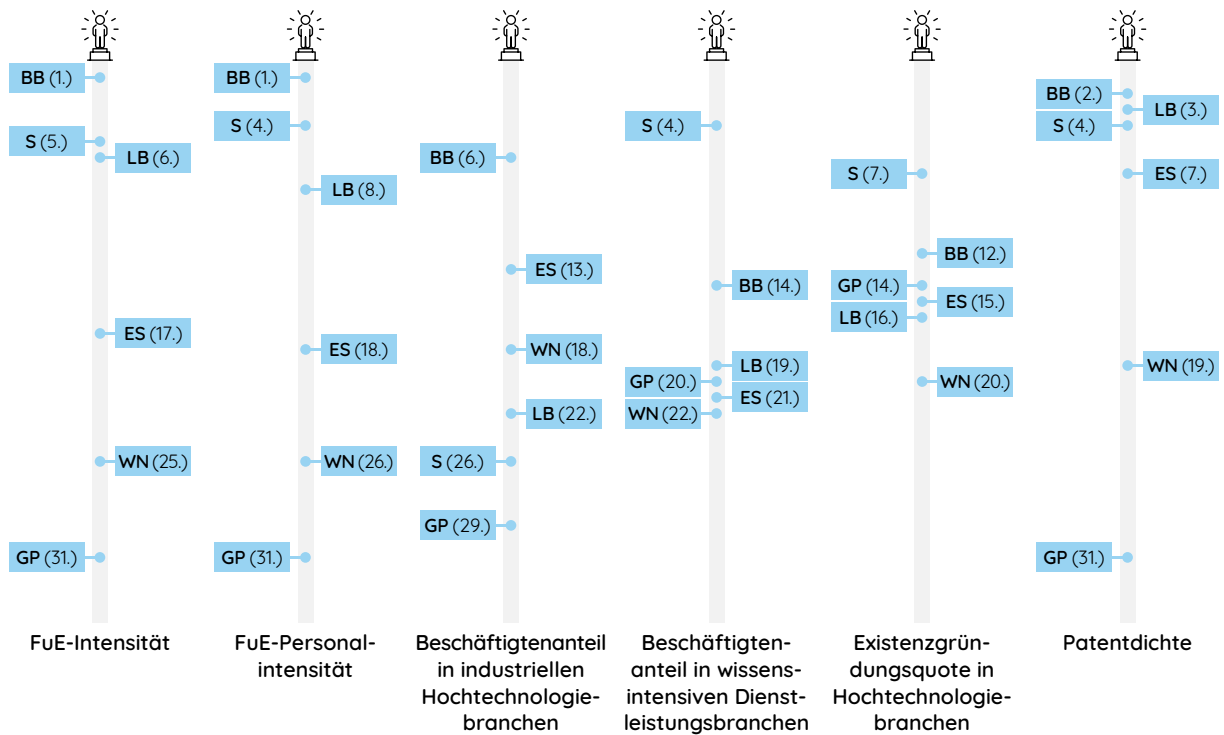 BB (1.)
S (5.)
LB (6.)
ES (17.)
WN (25.)
GP (31.)
FuE-Intensität
BB (1.)
S (4.)
LB (8.)
ES (18.)
WN (26.)
GP (31.)
FuE-Personal-
intensität
BB (6.)
ES (13.)
WN (18.)
LB (22.)
S (26.)
GP (29.)
Beschäftigtenanteil
in industriellen
Hochtechnologie-
branchen
S (4.)
BB (14.)
LB (19.)
GP (20.)
ES (21.)
WN (22.)
Beschäftigten-
anteil in wissens-
intensiven Dienst-
leistungsbranchen
S (7.)
BB (12.)
GP (14.)
ES (15.)
LB (16.)
WN (20.)
Existenzgrün-
dungsquote in
Hochtechnologie-
branchen
BB (2.)
LB (3.)
S (4.)
ES (7.)
WN (19.)
GP (31.)
Patentdichte